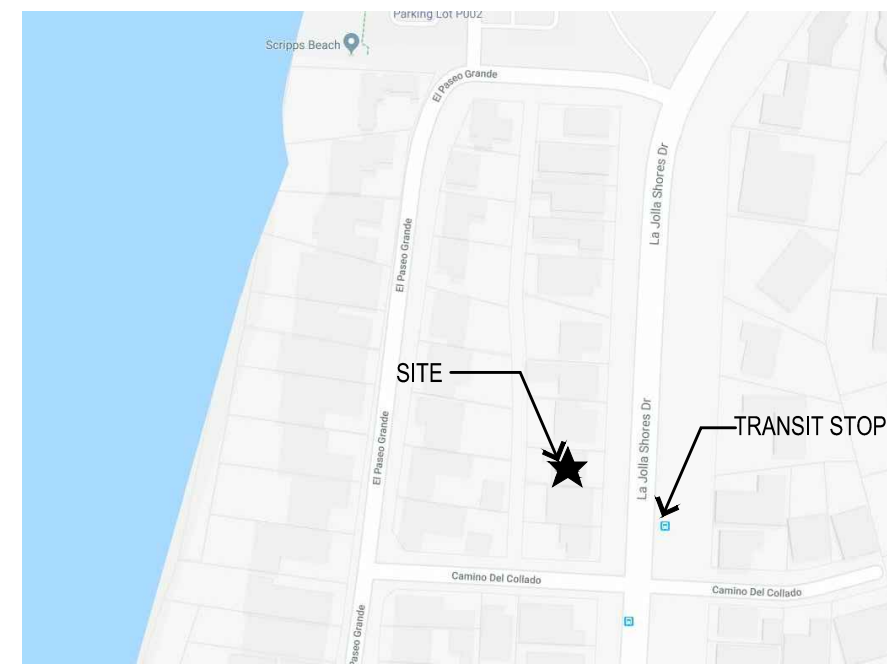 Parking Lot P002
Scripps Beach
El Paseo Grande
La Jolla Shores Dr
El Paseo Grande
SITE
La Jolla Shores Dr
TRANSIT STOP
El Paseo Grande
Camino Del Collado
Camino Del Collado
Paseo Grande